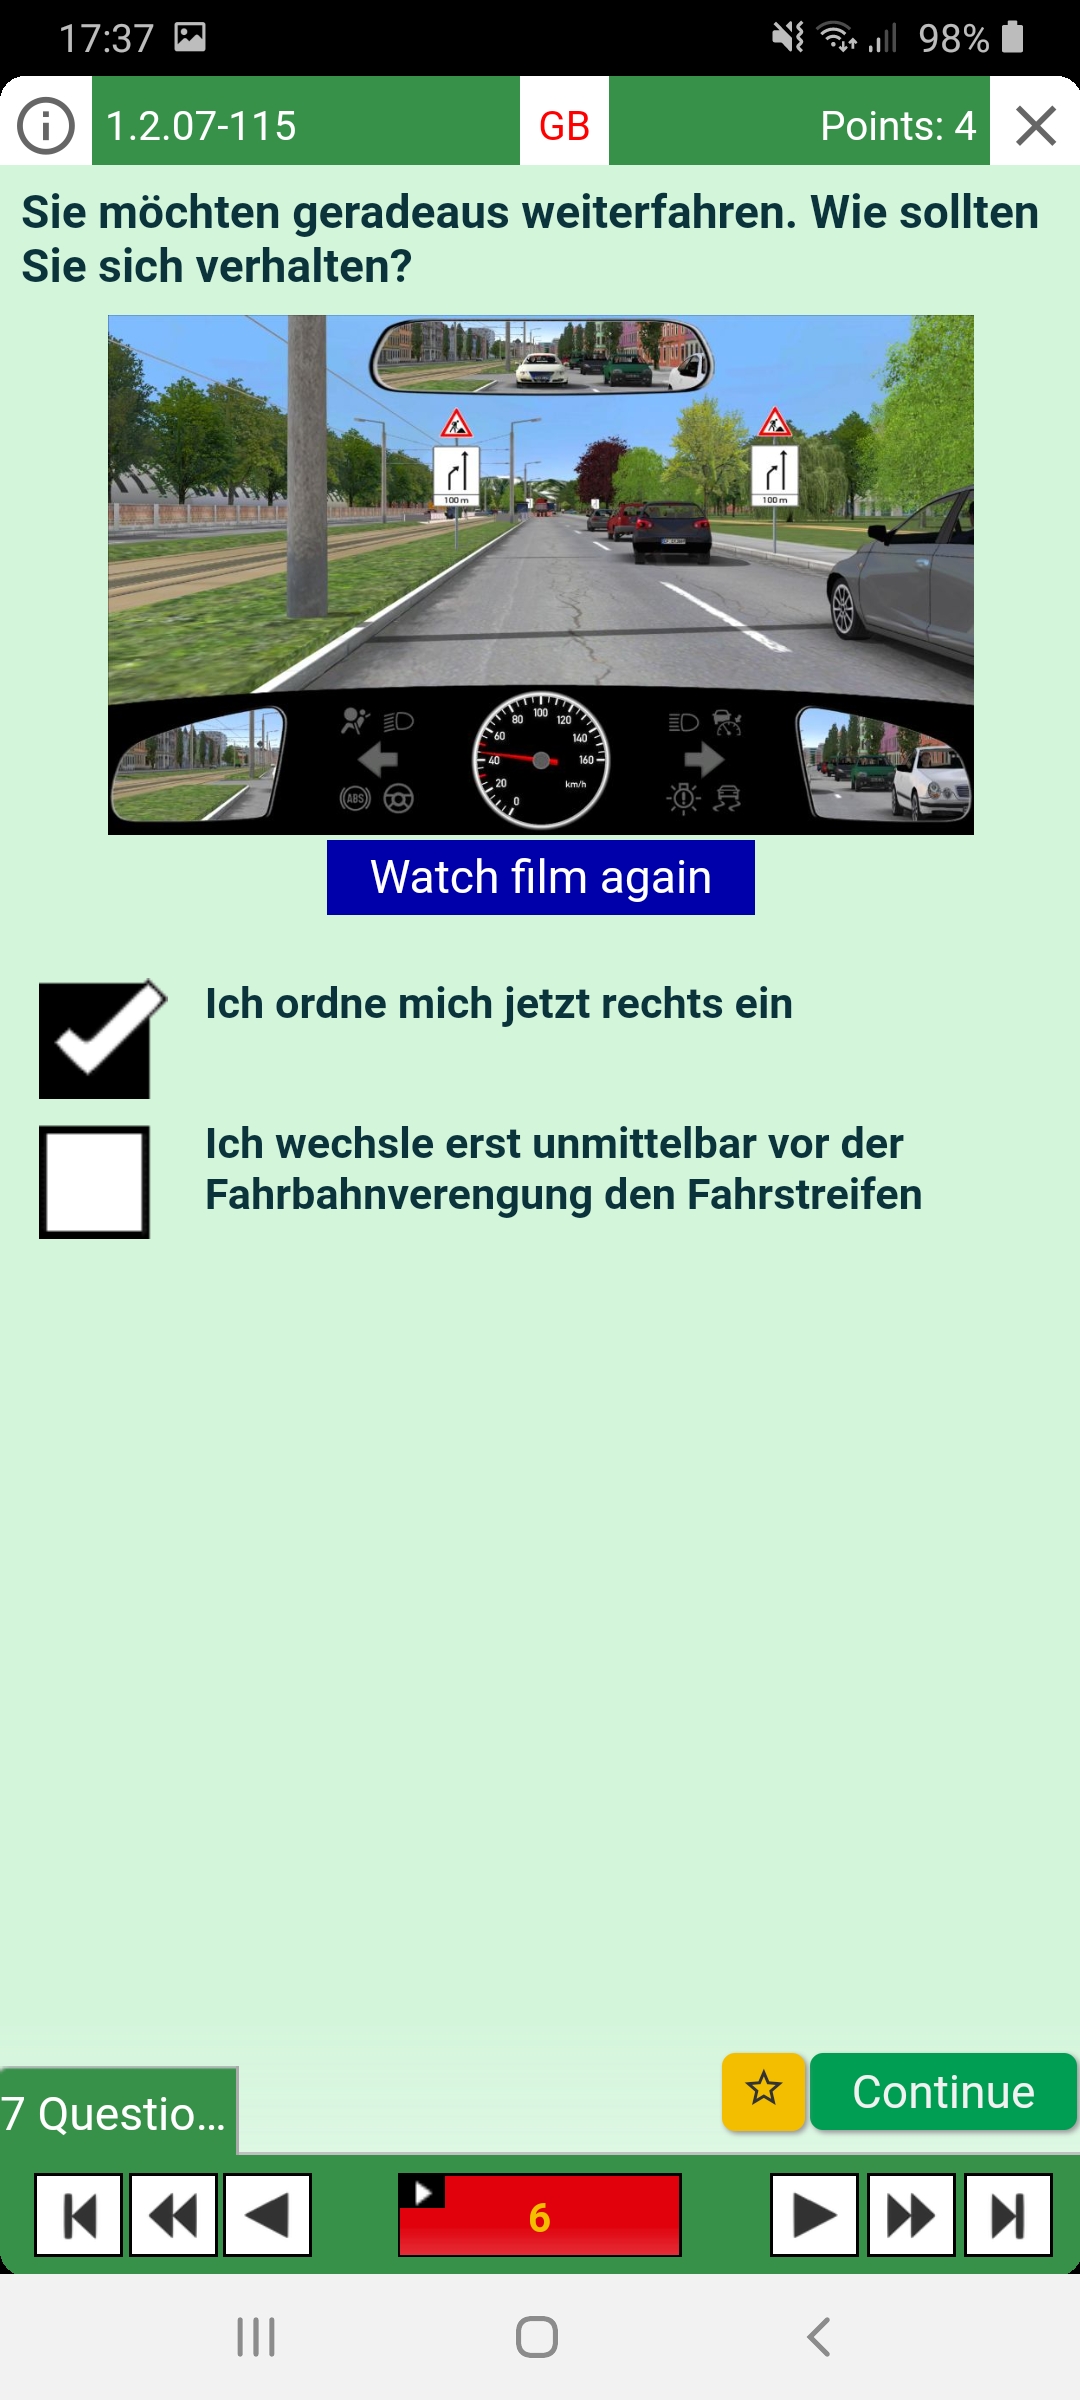 17:37
98%
1.2.07-115
GB
Points: 4
Sie möchten geradeaus weiterfahren. Wie sollten
Sie sich verhalten?
100 m
100 m
0
20
40
60
80
100
120
140
160
km/h
ABS
Watch film again
Ich ordne mich jetzt rechts ein
Ich wechsle erst unmittelbar vor der
Fahrbahnverengung den Fahrstreifen
7 Questio...
Continue
6